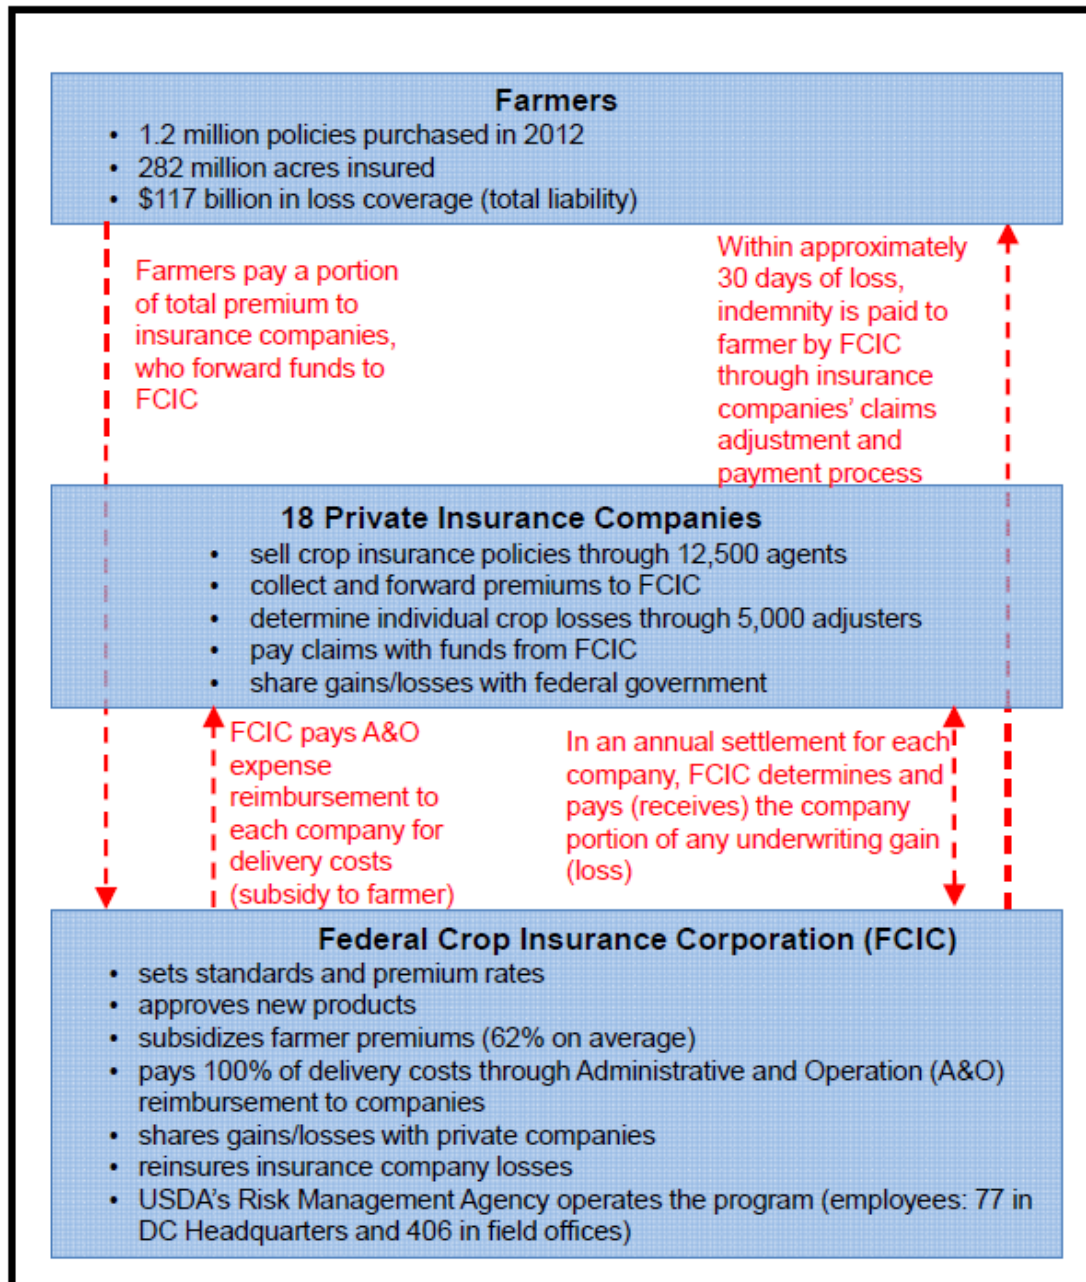 Farmers
• 1.2 million policies purchased in 2012
• 282 million acres insured
• $117 billion in loss coverage (total liability)
Farmers pay a portion
of total premium to
insurance companies,
who forward funds to
FCIC
Within approximately
30 days of loss,
indemnity is paid to
farmer by FCIC
through insurance
companies’ claims
adjustment and
payment process
18 Private Insurance Companies
• sell crop insurance policies through 12,500 agents
• collect and forward premiums to FCIC
• determine individual crop losses through 5,000 adjusters
• pay claims with funds from FCIC
• share gains/losses with federal government
FCIC pays A&O
expense
reimbursement to
each company for
delivery costs
(subsidy to farmer)
In an annual settlement for each
company, FCIC determines and
pays (receives) the company
portion of any underwriting gain
(loss)
Federal Crop Insurance Corporation (FCIC)
• sets standards and premium rates
• approves new products
• subsidizes farmer premiums (62% on average)
• pays 100% of delivery costs through Administrative and Operation (A&O)
reimbursement to companies
• shares gains/losses with private companies
• reinsures insurance company losses
• USDA’s Risk Management Agency operates the program (employees: 77 in
DC Headquarters and 406 in field offices)